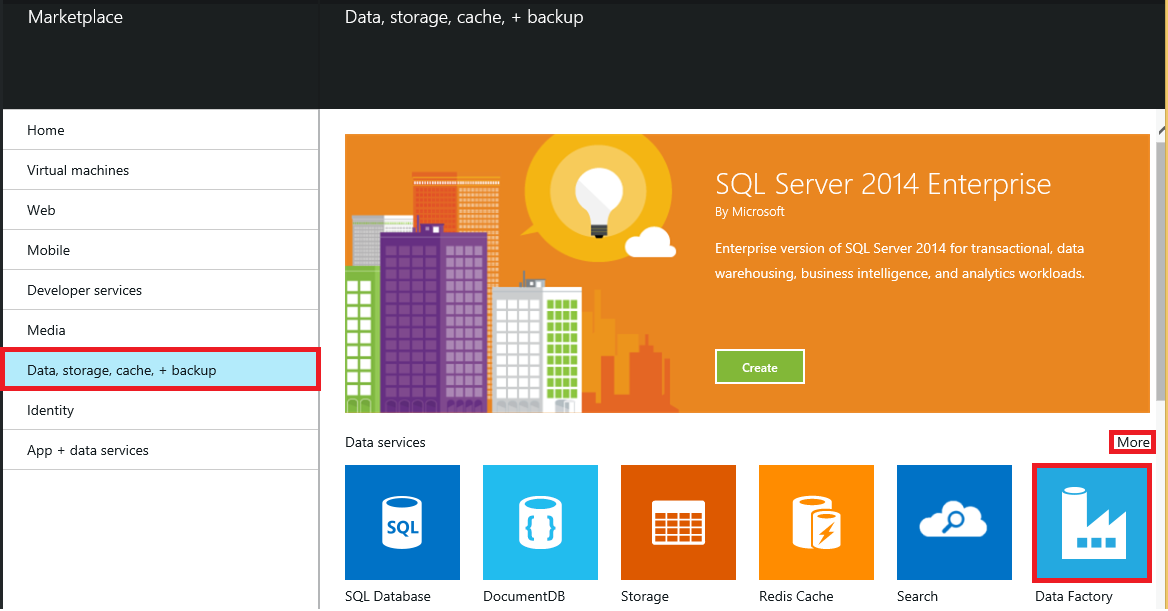 Marketplace
Data, storage, cache, + backup
Home
Virtual machines
Web
Mobile
Developer services
Media
Data, storage, cache, + backup
Identity
App + data services
SQL Server 2014 Enterprise
By Microsoft
Enterprise version of SQL Server 2014 for transactional, data
warehousing, business intelligence, and analytics workloads.
Create
Data services
More
SQL
{ }
SQL Database
DocumentDB
Storage
Redis Cache
Search
Data Factory